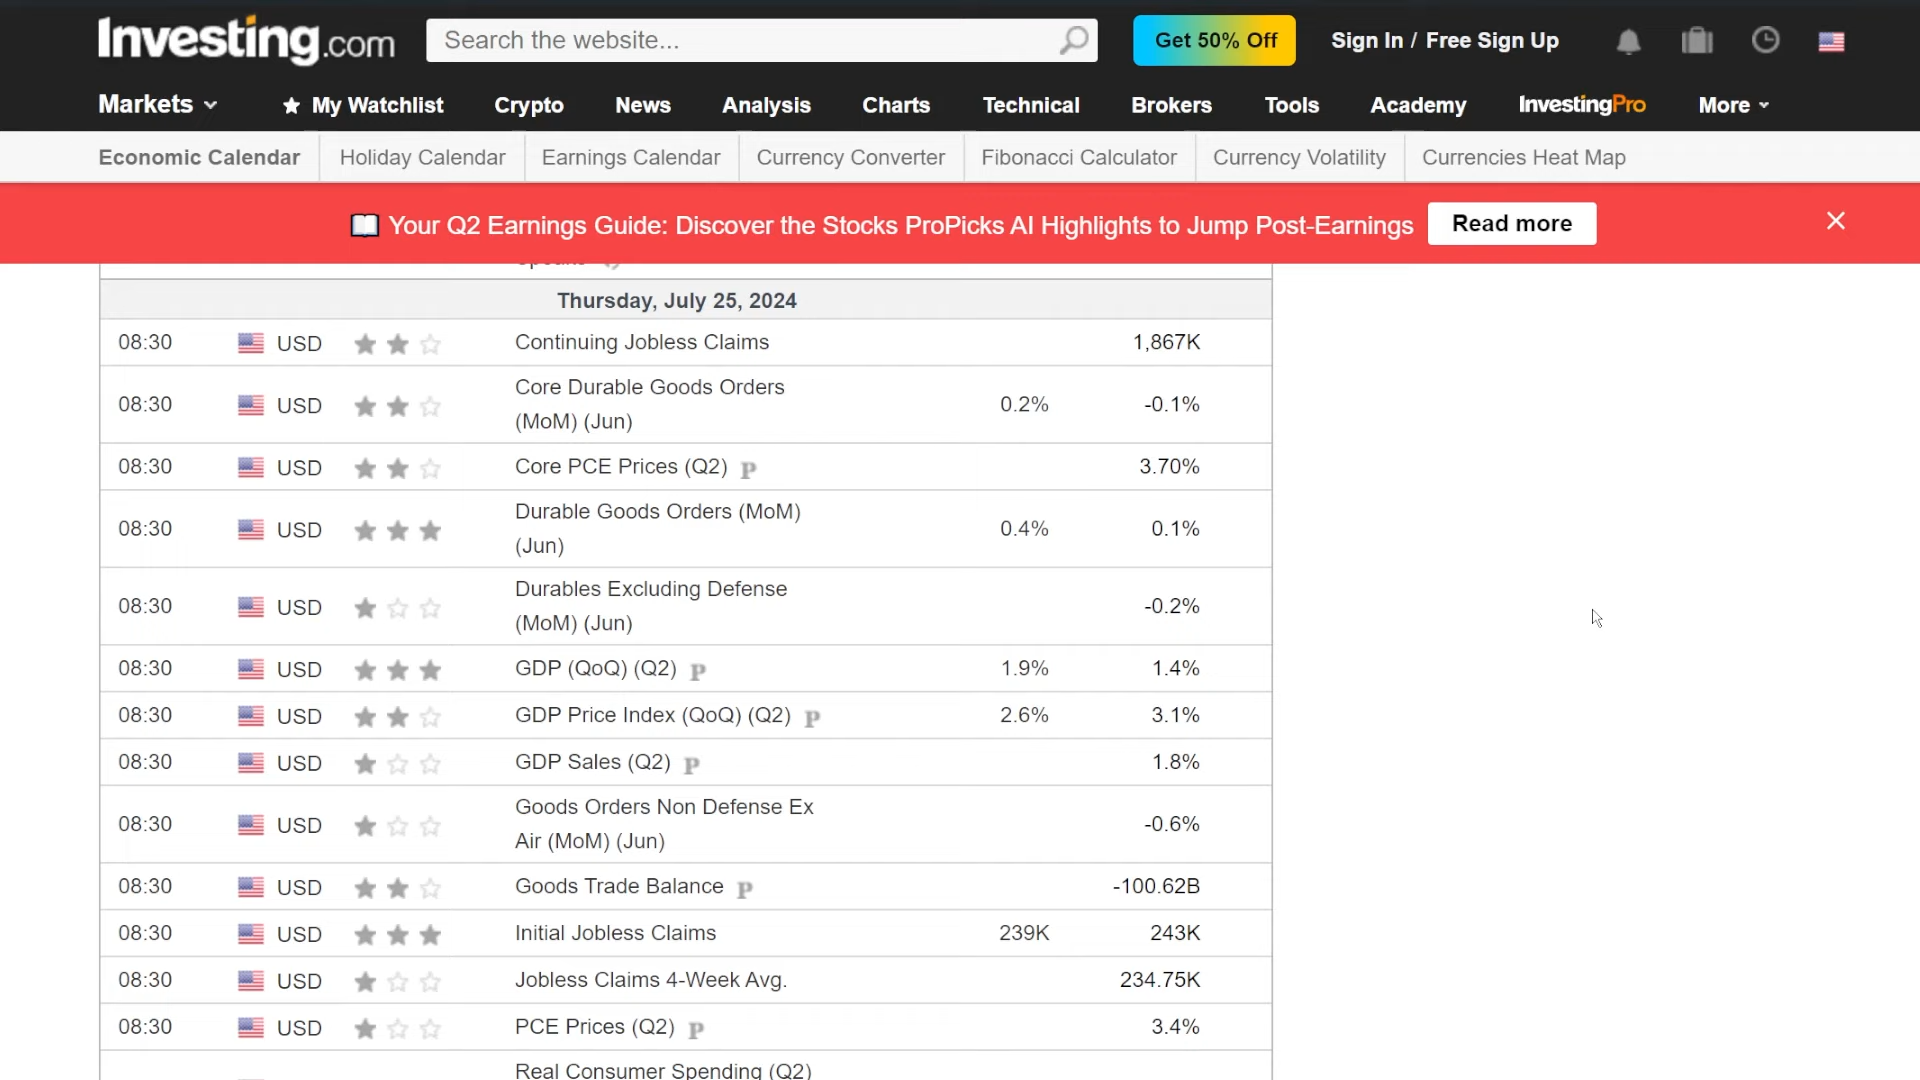 Investing.com
Search the website...
Get 50% Off
Sign In / Free Sign Up
Markets
My Watchlist
Crypto
News
Analysis
Charts
Technical
Brokers
Tools
Academy
InvestingPro
More
Economic Calendar
Holiday Calendar
Earnings Calendar
Currency Converter
Fibonacci Calculator
Currency Volatility
Currencies Heat Map
Your Q2 Earnings Guide: Discover the Stocks ProPicks AI Highlights to Jump Post-Earnings
Read more
Thursday, July 25, 2024
08:30 USD Continuing Jobless Claims 1,867K
08:30 USD Core Durable Goods Orders 0.2% -0.1%
(MoM) (Jun)
08:30 USD Core PCE Prices (Q2) P 3.70%
08:30 USD Durable Goods Orders (MoM) 0.4% 0.1%
(Jun)
08:30 USD Durables Excluding Defense -0.2%
(MoM) (Jun)
08:30 USD GDP (QoQ) (Q2) P 1.9% 1.4%
08:30 USD GDP Price Index (QoQ) (Q2) P 2.6% 3.1%
08:30 USD GDP Sales (Q2) P 1.8%
08:30 USD Goods Orders Non Defense Ex -0.6%
Air (MoM) (Jun)
08:30 USD Goods Trade Balance P -100.62B
08:30 USD Initial Jobless Claims 239K 243K
08:30 USD Jobless Claims 4-Week Avg. 234.75K
08:30 USD PCE Prices (Q2) P 3.4%
Real Consumer Spending (Q2)